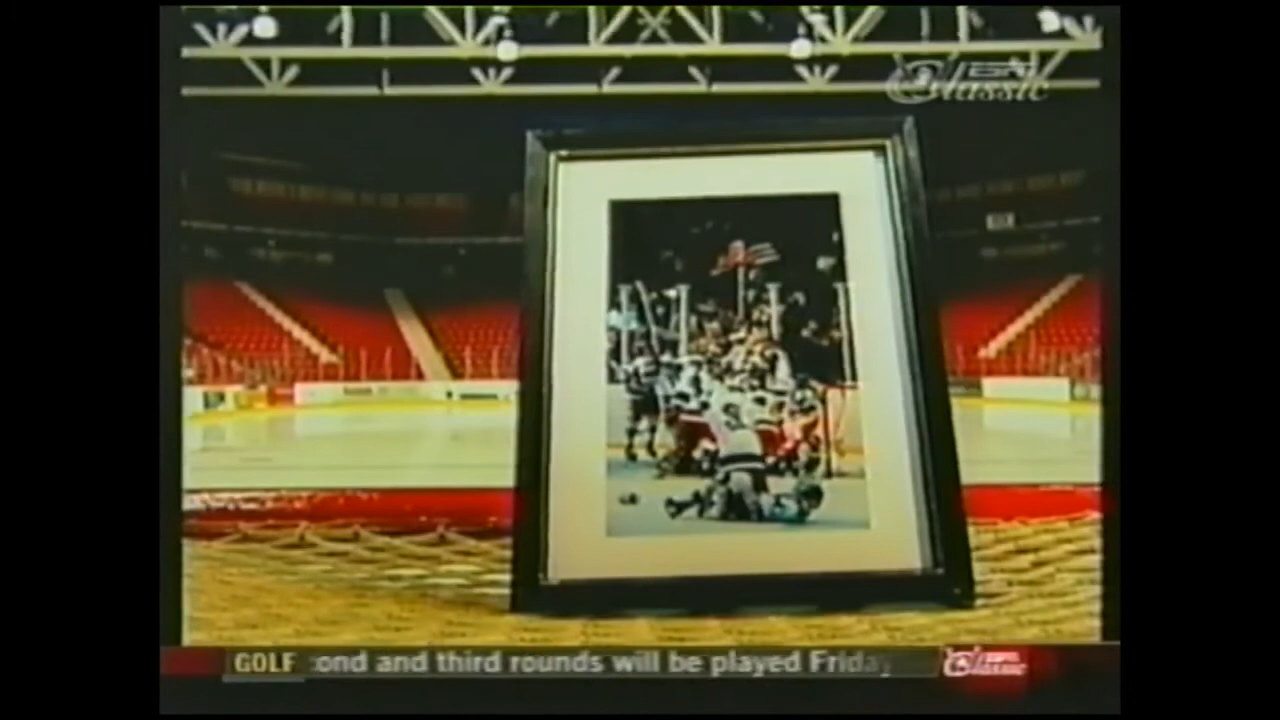 ESPN
Classic
GOLF ond and third rounds will be played Friday
ESPN
Classic